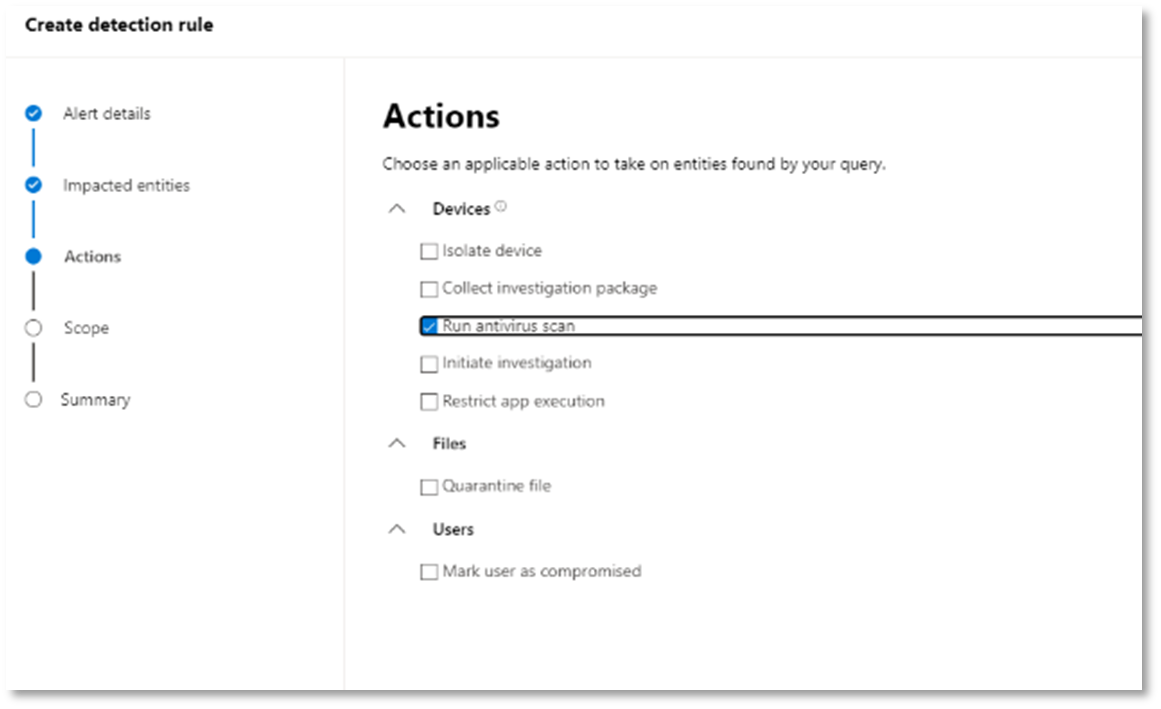 Create detection rule
Alert details
Impacted entities
Actions
Scope
Summary
Actions
Choose an applicable action to take on entities found by your query.
Devices
Isolate device
Collect investigation package
Run antivirus scan
Initiate investigation
Restrict app execution
Files
Quarantine file
Users
Mark user as compromised